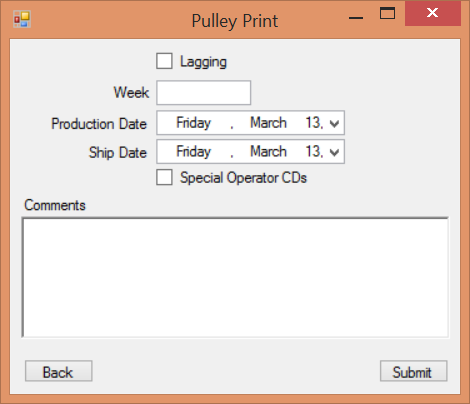 Pulley Print
Lagging
Week
Production Date Friday , March 13,
Ship Date Friday , March 13,
Special Operator CDs
Comments
Back Submit